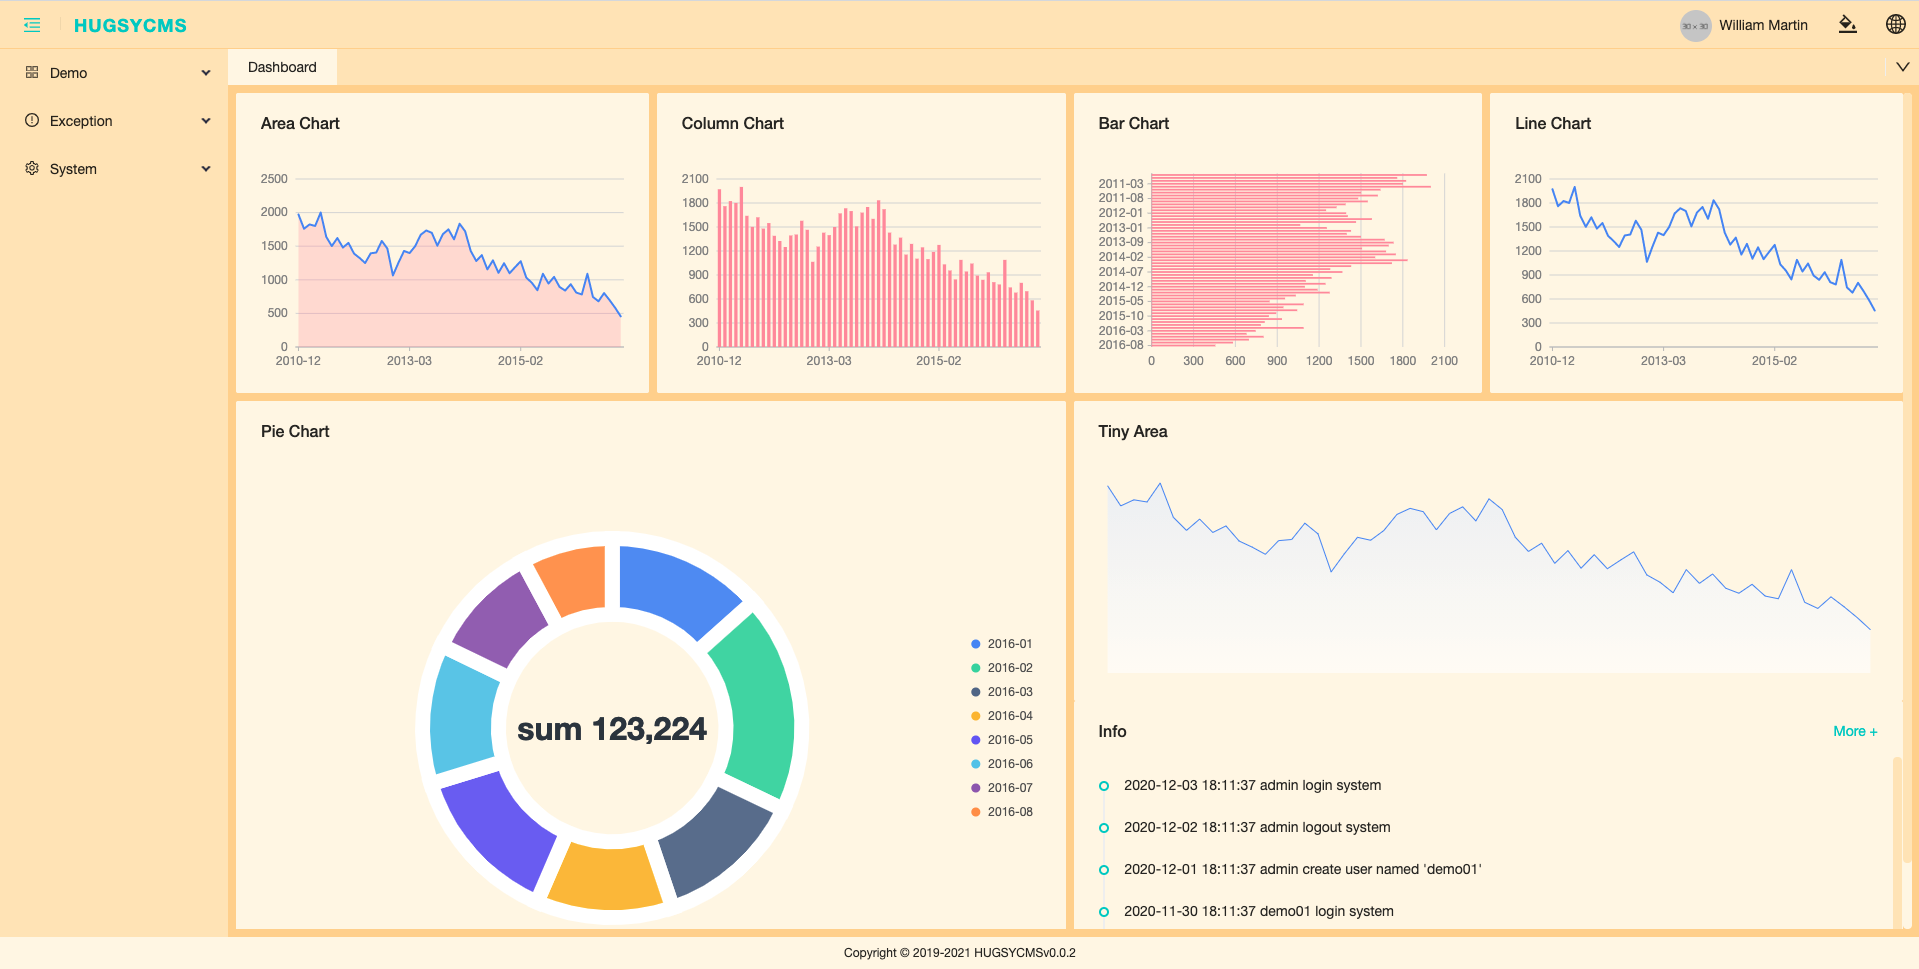 HUGSYCMS
30 × 30
William Martin
Demo
Exception
System
Dashboard
Area Chart
2500
2000
1500
1000
500
0
2010-12
2013-03
2015-02
Column Chart
2100
1800
1500
1200
900
600
300
0
2010-12
2013-03
2015-02
Bar Chart
2011-03
2011-08
2012-01
2013-01
2013-09
2014-02
2014-07
2014-12
2015-05
2015-10
2016-03
2016-08
0
300
600
900
1200
1500
1800
2100
Line Chart
2100
1800
1500
1200
900
600
300
0
2010-12
2013-03
2015-02
Pie Chart
sum 123,224
2016-01
2016-02
2016-03
2016-04
2016-05
2016-06
2016-07
2016-08
Tiny Area
Info
More +
2020-12-03 18:11:37 admin login system
2020-12-02 18:11:37 admin logout system
2020-12-01 18:11:37 admin create user named 'demo01'
2020-11-30 18:11:37 demo01 login system
Copyright © 2019-2021 HUGSYCMSv0.0.2